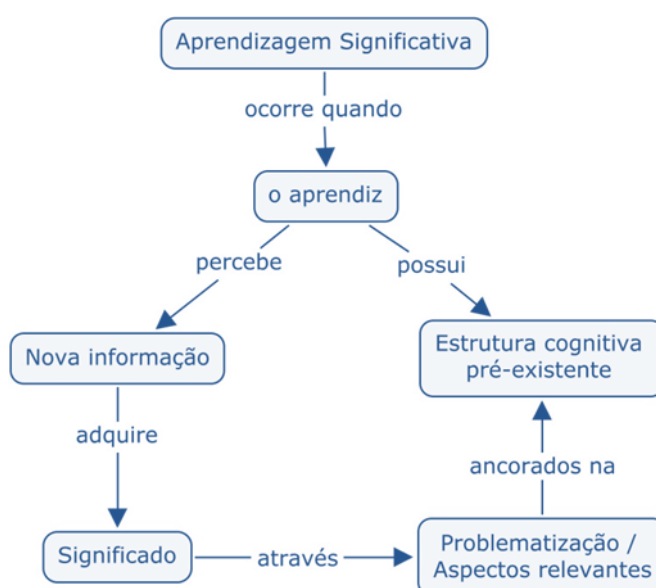 Aprendizagem Significativa
ocorre quando
o aprendiz
percebe
possui
Nova informação
Estrutura cognitiva
pré-existente
adquire
ancorados na
Significado
através
Problematização /
Aspectos relevantes